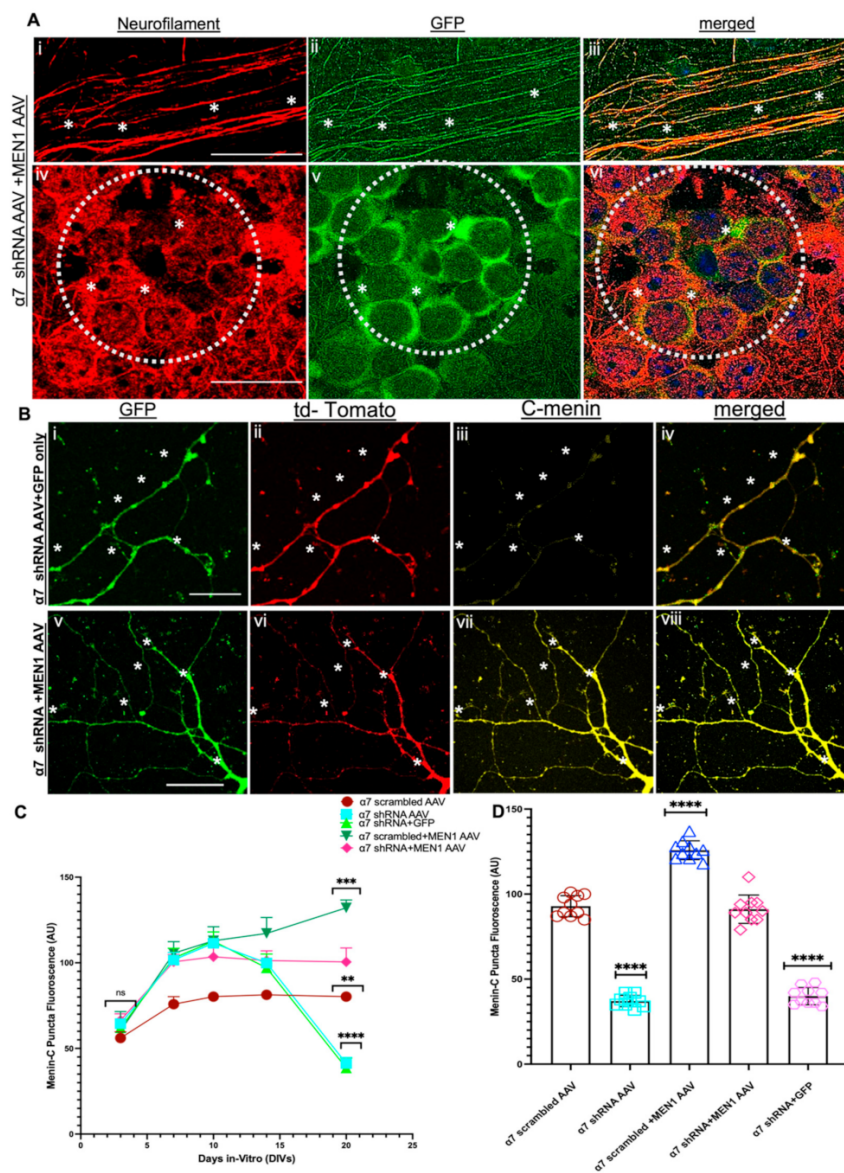 A
Neurofilament GFP merged
α7 shRNA AAV +MEN1 AAV
i ii iii
* * * *
* * * *
* * * *
iv v vi
* * *
* * *
* * *
B
GFP td- Tomato C-menin merged
α7 shRNA AAV+GFP only
i ii iii iv
* * * * *
* * * * *
* * * * *
* * * * *
α7 shRNA +MEN1 AAV
v vi vii viii
* * * * * *
* * * * * *
* * * * * *
* * * * * *
C
α7 scrambled AAV
α7 shRNA AAV
α7 shRNA+GFP
α7 scrambled+MEN1 AAV
α7 shRNA+MEN1 AAV
Menin-C Puncta Fluoroscence (AU)
150
100
50
0
ns
***
**
****
0 5 10 15 20 25
Days in-Vitro (DIVs)
D
Menin-C Puncta Fluoroscence (AU)
150
100
50
0
****
****
****
α7 scrambled AAV
α7 shRNA AAV
α7 scrambled +MEN1 AAV
α7 shRNA+MEN1 AAV
α7 shRNA+GFP